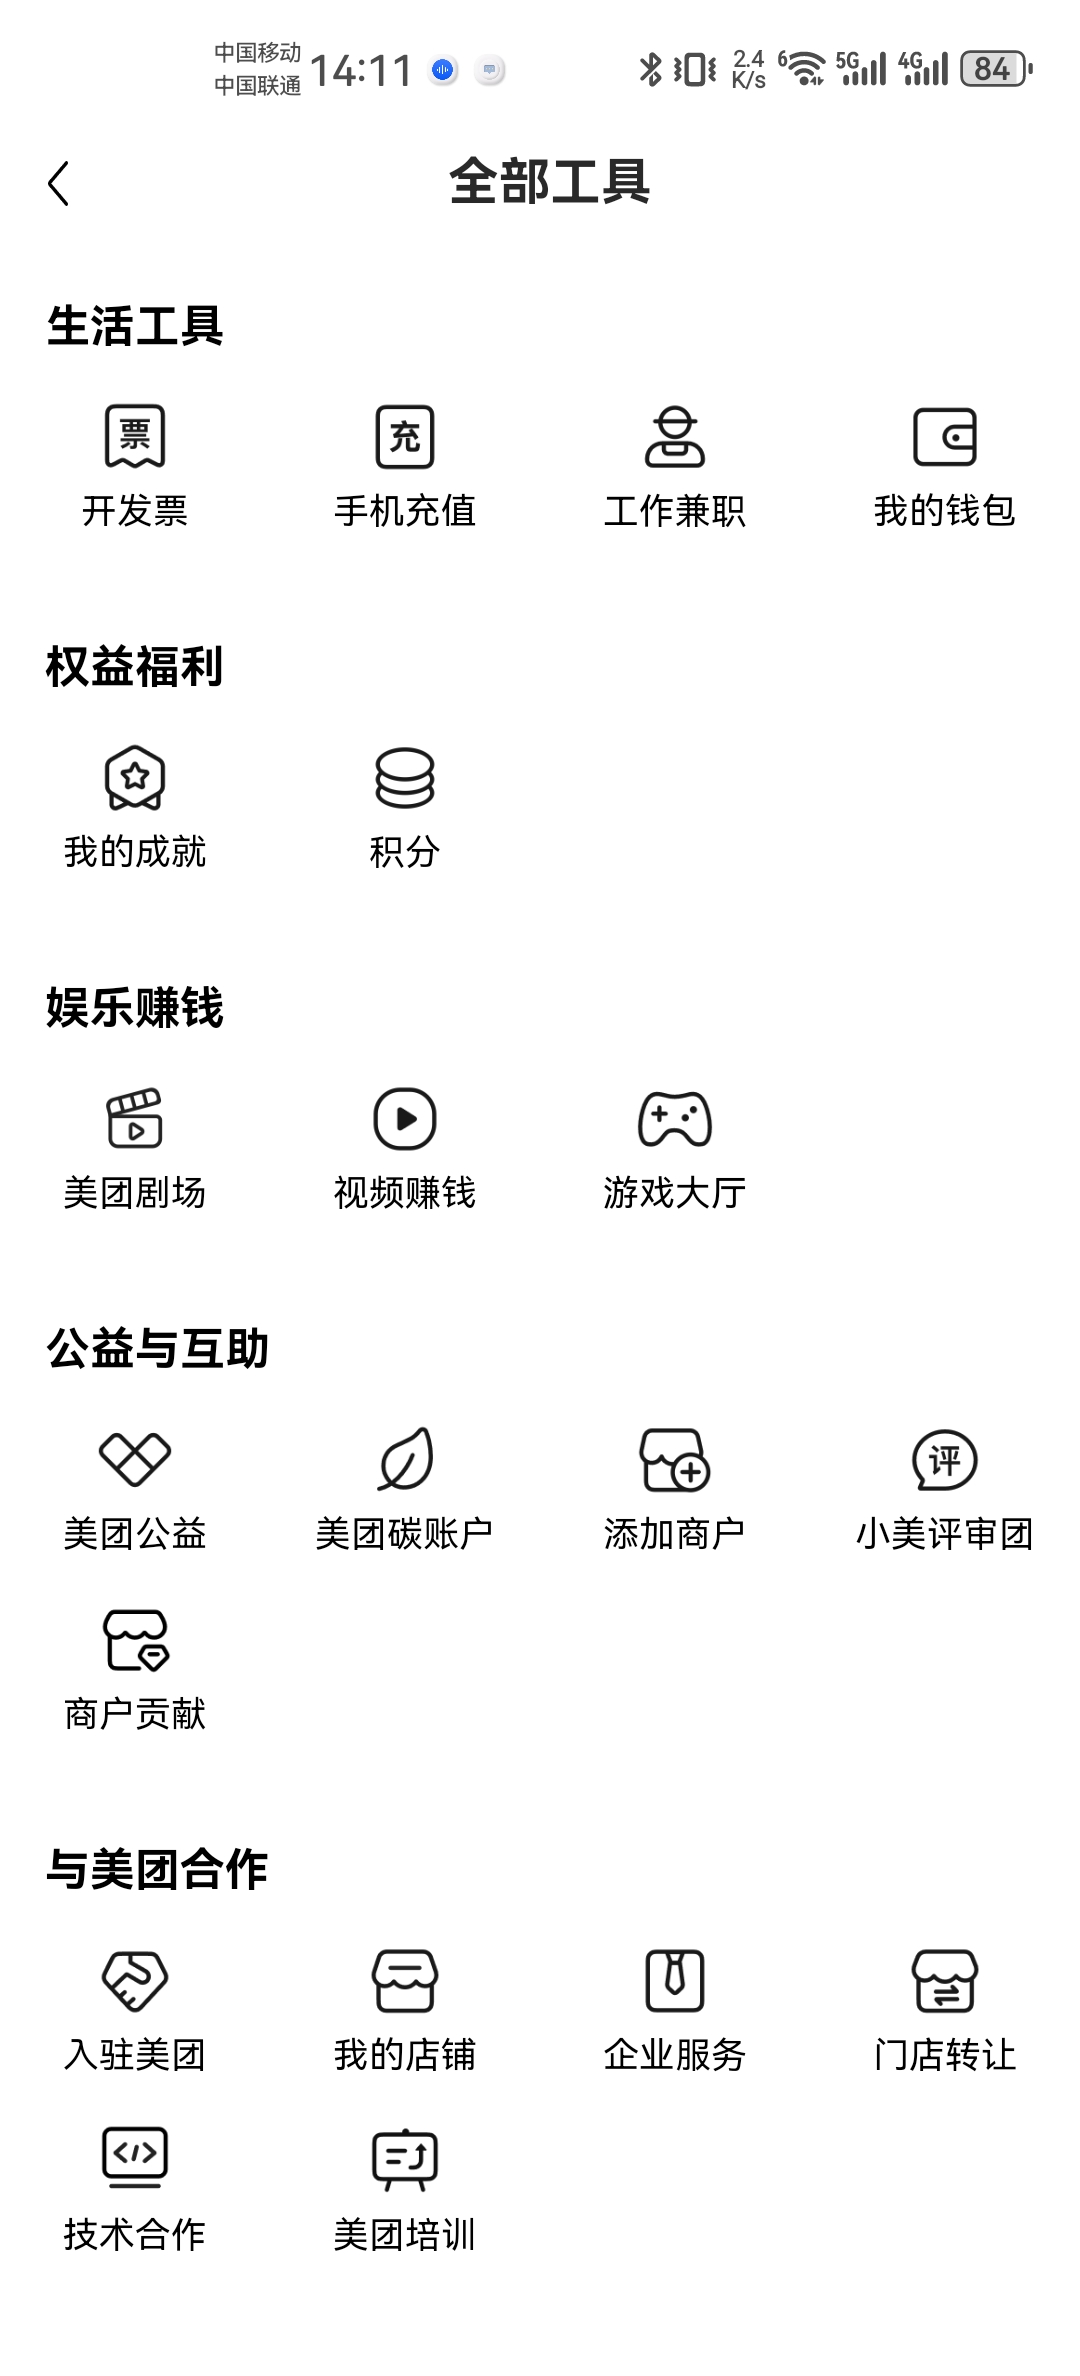 中国移动
中国联通
14:11
2.4
K/s
6
5G
4G
84
全部工具
生活工具
票
充
开发票
手机充值
工作兼职
我的钱包
权益福利
我的成就
积分
娱乐赚钱
美团剧场
视频赚钱
游戏大厅
公益与互助
评
美团公益
美团碳账户
添加商户
小美评审团
商户贡献
与美团合作
入驻美团
我的店铺
企业服务
门店转让
技术合作
美团培训